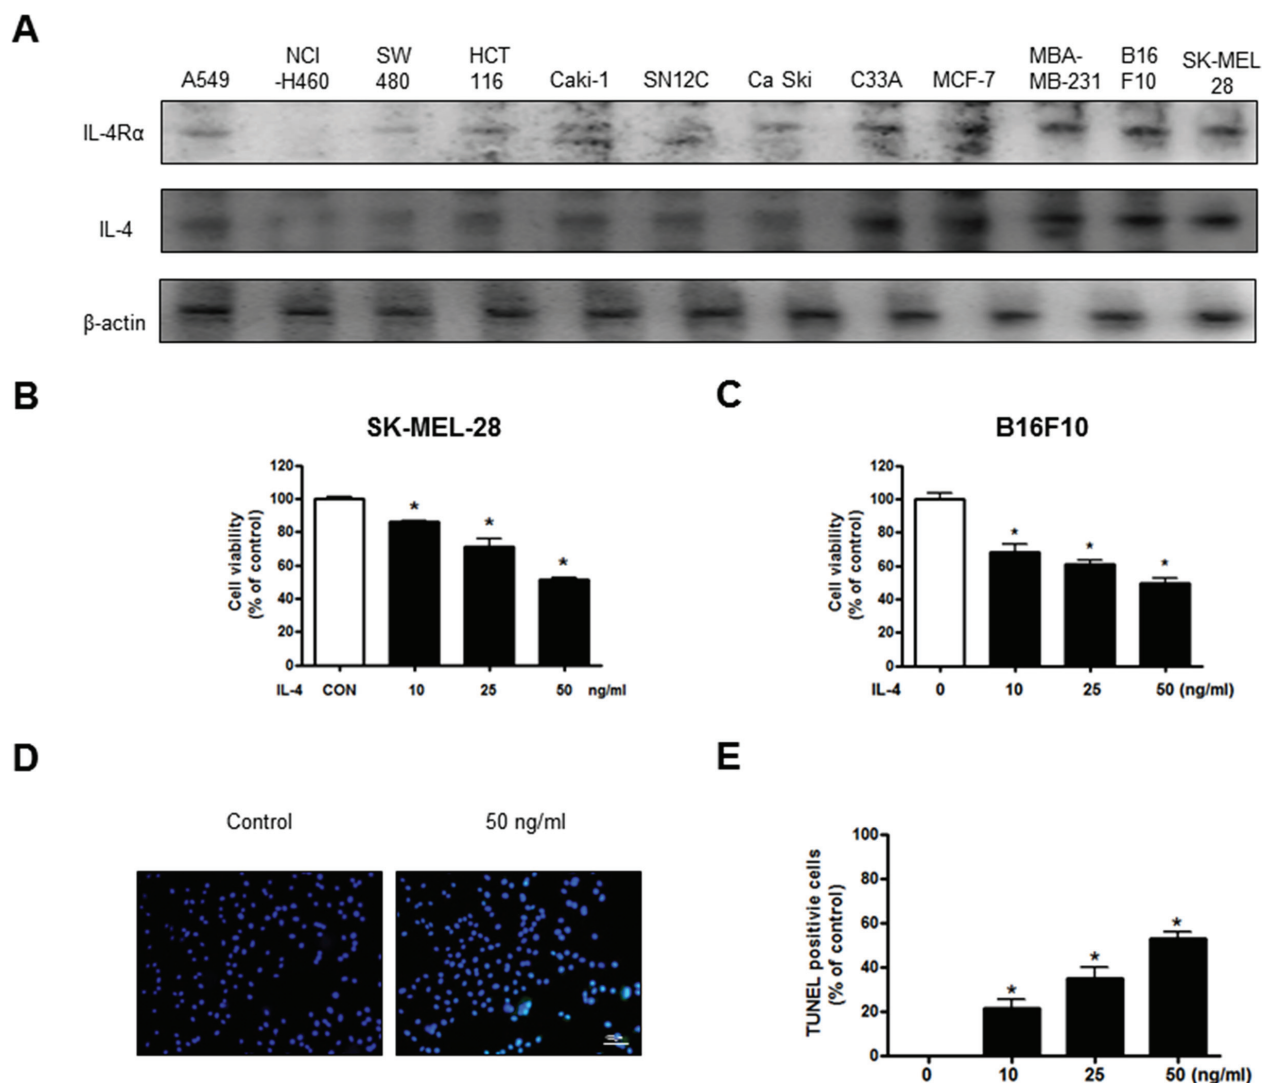 A
A549 NCI -H460 SW 480 HCT 116 Caki-1 SN12C Ca Ski C33A MCF-7 MBA- MB-231 B16 F10 SK-MEL 28
IL-4Rα
IL-4
β-actin
B
SK-MEL-28
Cell viability
(% of control)
120
100
80
60
40
20
0
IL-4 CON 10 25 50 ng/ml
* * *
C
B16F10
Cell viability
(% of control)
120
100
80
60
40
20
0
IL-4 0 10 25 50 (ng/ml)
* * *
D
Control 50 ng/ml
E
TUNEL positivie cells
(% of control)
100
80
60
40
20
0
0 10 25 50 (ng/ml)
* * *